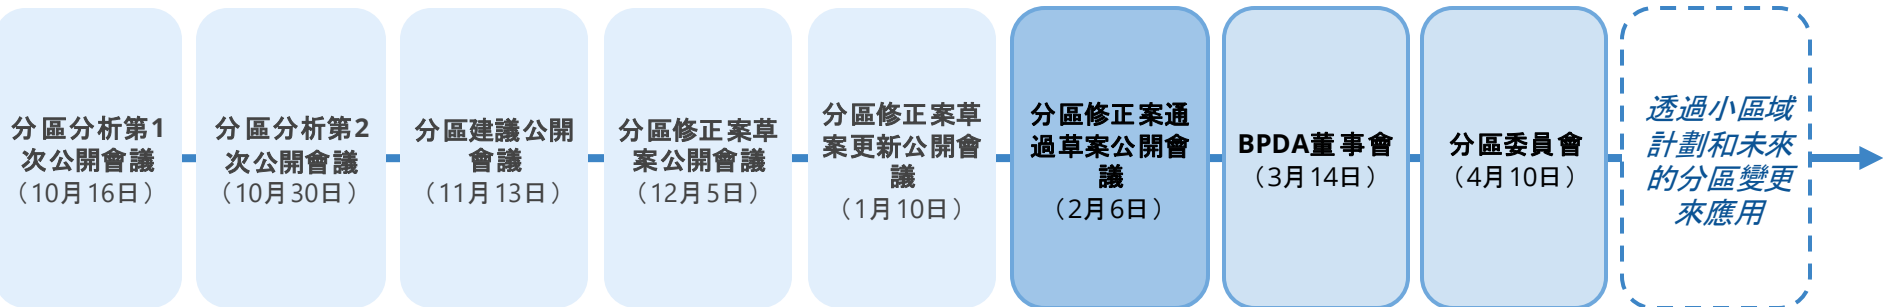 分區分析第1
次公開會議
（10月16日）
分區分析第2
次公開會議
（10月30日）
分區建議公開
會議
（11月13日）
分區修正案草
案公開會議
（12月5日）
分區修正案草
案更新公開會
議
（1月10日）
分區修正案通
過草案公開會
議
（2月6日）
BPDA董事會
（3月14日）
分區委員會
（4月10日）
透過小區域
計劃和未來
的分區變更
來應用